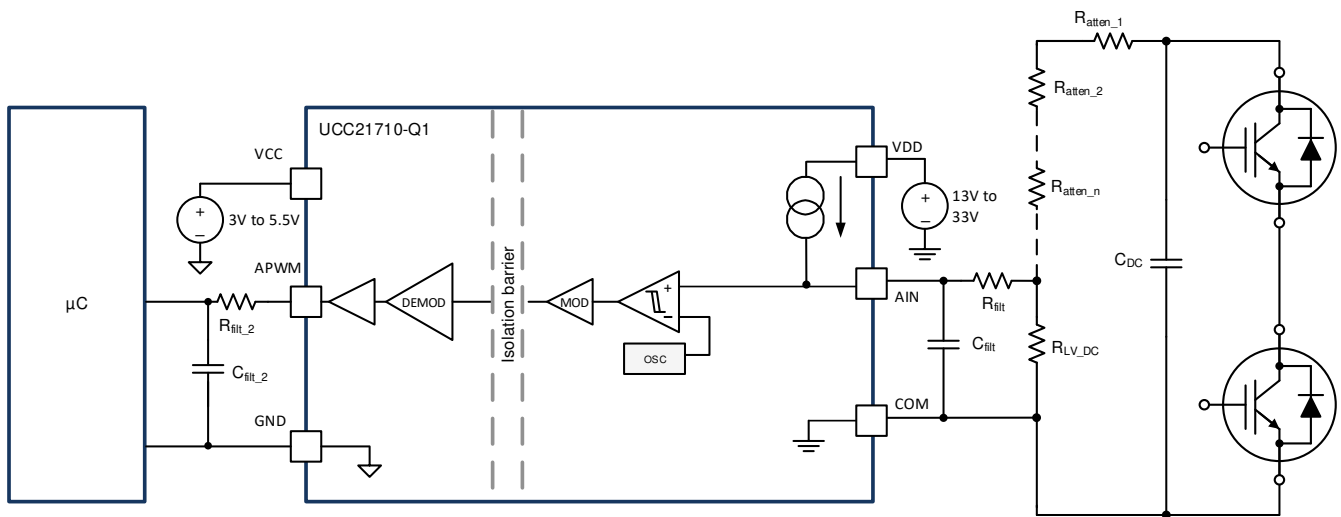 R_atten_1
R_atten_2
UCC21710-Q1
VCC
VDD
R_atten_n
3V to 5.5V
+
−
13V to
33V
+
−
Isolation barrier
C_DC
APWM
µC
DEMOD
MOD
+
−
AIN
R_filt
R_filt_2
OSC
C_filt
R_LV_DC
C_filt_2
COM
GND